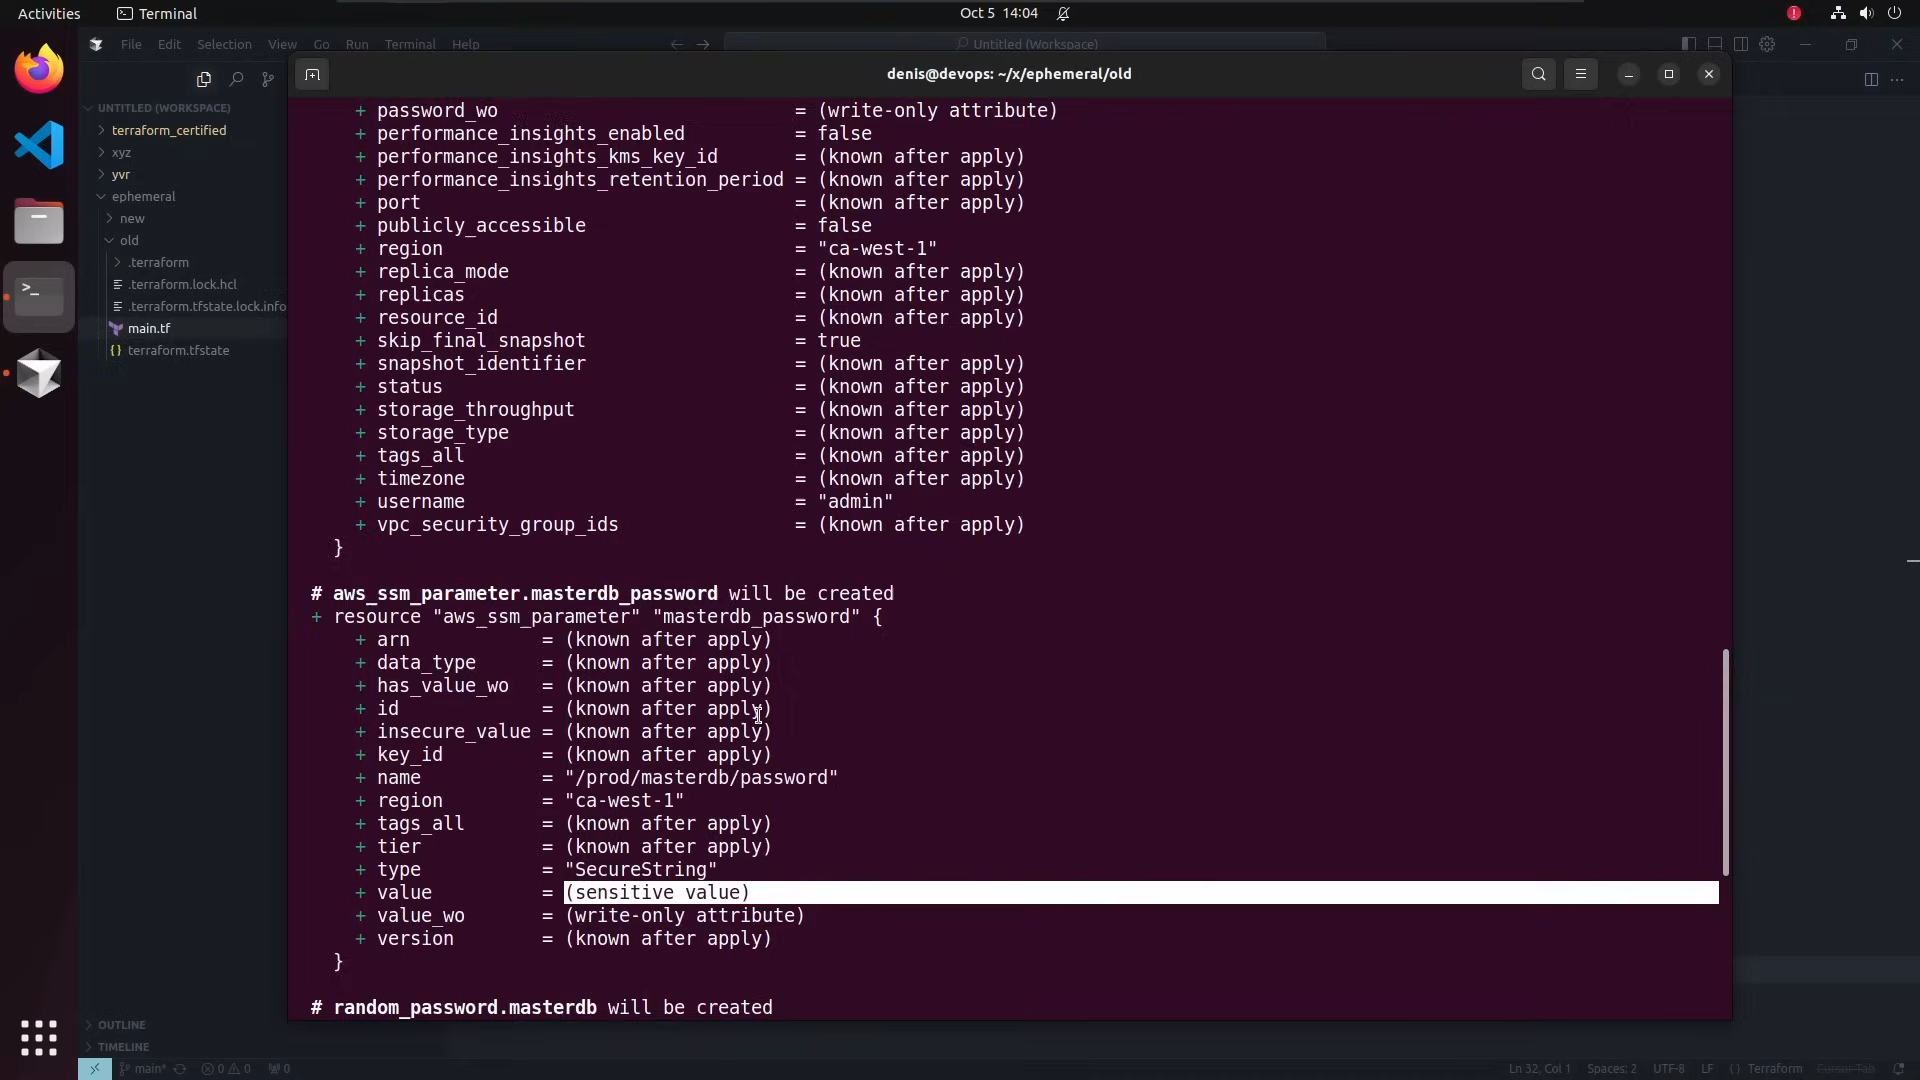 Activities
Terminal
Oct 5 14:04
File Edit Selection View Go Run Terminal Help
Untitled (Workspace)
denis@devops: ~/x/ephemeral/old
UNTITLED (WORKSPACE)
terraform_certified
xyz
yvr
ephemeral
new
old
.terraform
.terraform.lock.hcl
.terraform.tfstate.lock.info
main.tf
terraform.tfstate
OUTLINE
TIMELINE
+ password_wo = (write-only attribute)
+ performance_insights_enabled = false
+ performance_insights_kms_key_id = (known after apply)
+ performance_insights_retention_period = (known after apply)
+ port = (known after apply)
+ publicly_accessible = false
+ region = "ca-west-1"
+ replica_mode = (known after apply)
+ replicas = (known after apply)
+ resource_id = (known after apply)
+ skip_final_snapshot = true
+ snapshot_identifier = (known after apply)
+ status = (known after apply)
+ storage_throughput = (known after apply)
+ storage_type = (known after apply)
+ tags_all = (known after apply)
+ timezone = (known after apply)
+ username = "admin"
+ vpc_security_group_ids = (known after apply)
}
# aws_ssm_parameter.masterdb_password will be created
+ resource "aws_ssm_parameter" "masterdb_password" {
+ arn = (known after apply)
+ data_type = (known after apply)
+ has_value_wo = (known after apply)
+ id = (known after apply)
+ insecure_value = (known after apply)
+ key_id = (known after apply)
+ name = "/prod/masterdb/password"
+ region = "ca-west-1"
+ tags_all = (known after apply)
+ tier = (known after apply)
+ type = "SecureString"
+ value = (sensitive value)
+ value_wo = (write-only attribute)
+ version = (known after apply)
}
# random_password.masterdb will be created
main* 0 0 0
Ln 32, Col 1 Spaces: 2 UTF-8 LF {} Terraform Cursor Tab